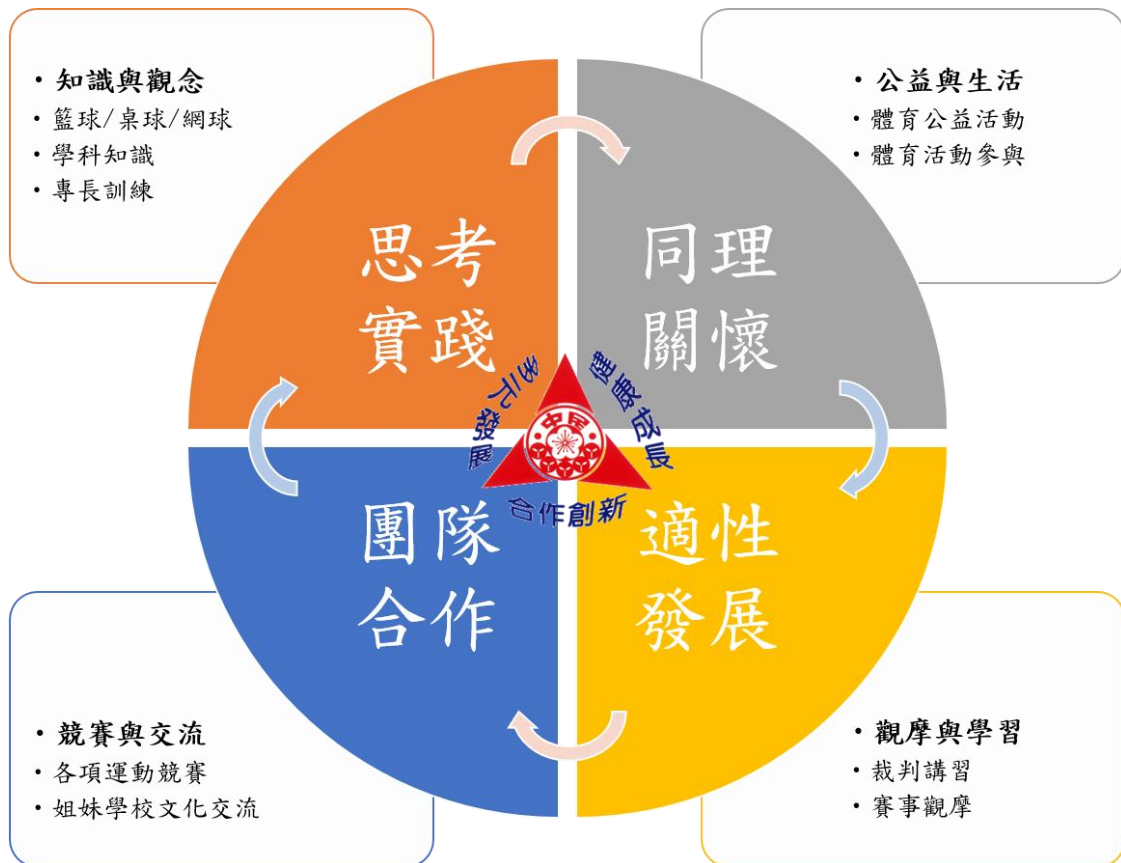 • 知識與觀念
• 籃球/桌球/網球
• 學科知識
• 專長訓練
• 公益與生活
• 體育公益活動
• 體育活動參與
思考
實踐
同理
關懷
多元發展
健康成長
中民
合作創新
團隊
合作
適性
發展
• 競賽與交流
• 各項運動競賽
• 姐妹學校文化交流
• 觀摩與學習
• 裁判講習
• 賽事觀摩